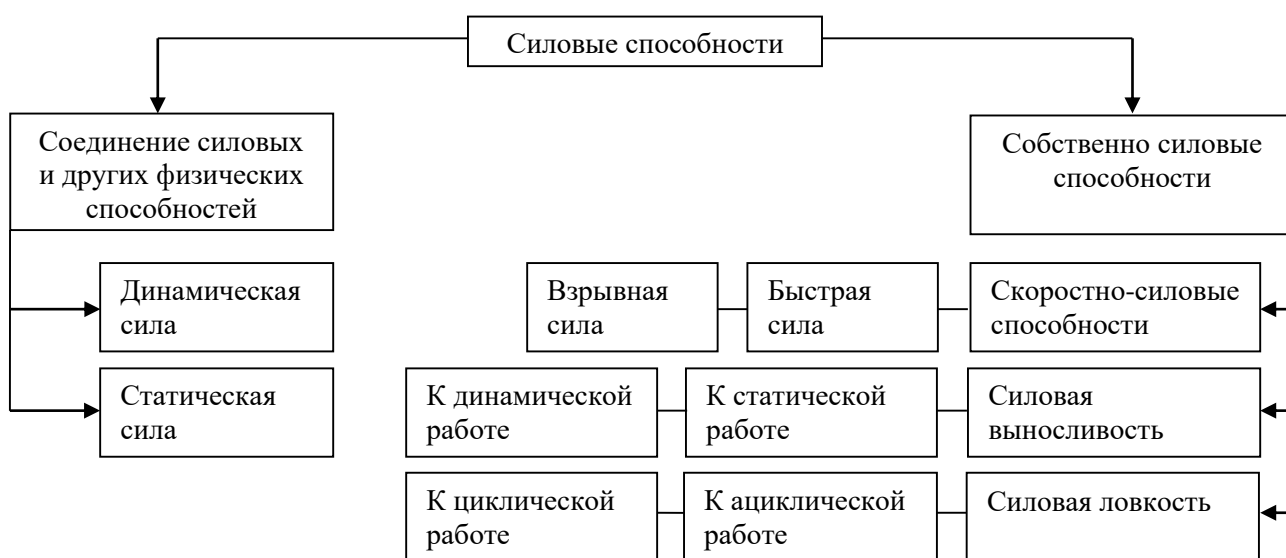 Силовые способности
Соединение силовых
и других физических
способностей
Собственно силовые
способности
Динамическая
сила
Взрывная
сила
Быстрая
сила
Скоростно-силовые
способности
Статическая
сила
К динамической
работе
К статической
работе
Силовая
выносливость
К циклической
работе
К ациклической
работе
Силовая ловкость